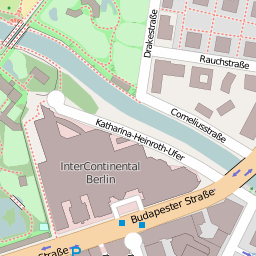 Drakestraße
Rauchstraße
Corneliusstraße
Katharina-Heinroth-Ufer
InterContinental
Berlin
Budapester Straße
Straße
P